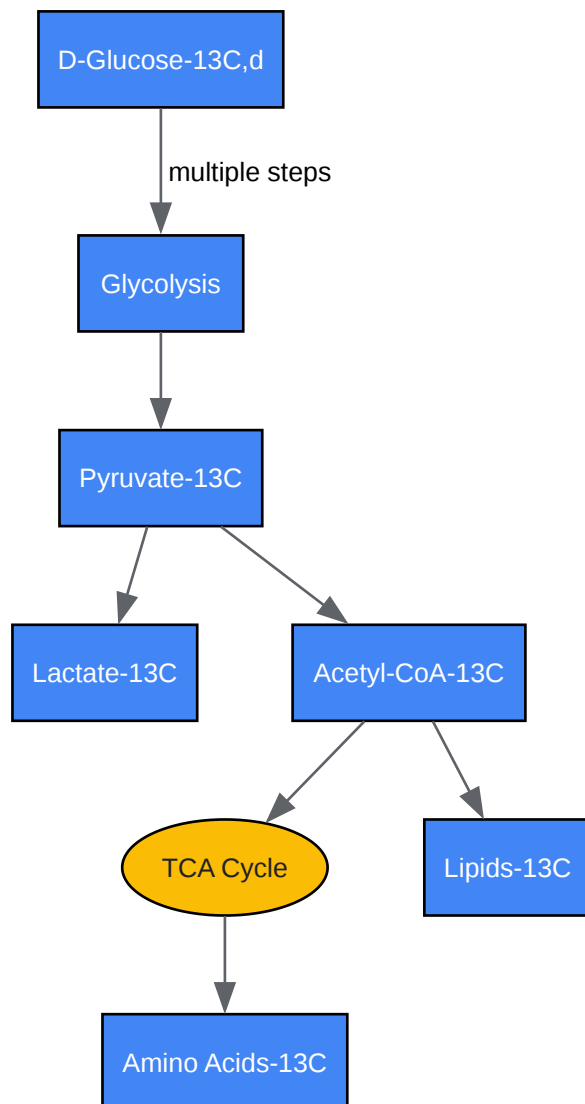 D-Glucose-13C,d
multiple steps
Glycolysis
Pyruvate-13C
Lactate-13C
Acetyl-CoA-13C
TCA Cycle
Lipids-13C
Amino Acids-13C